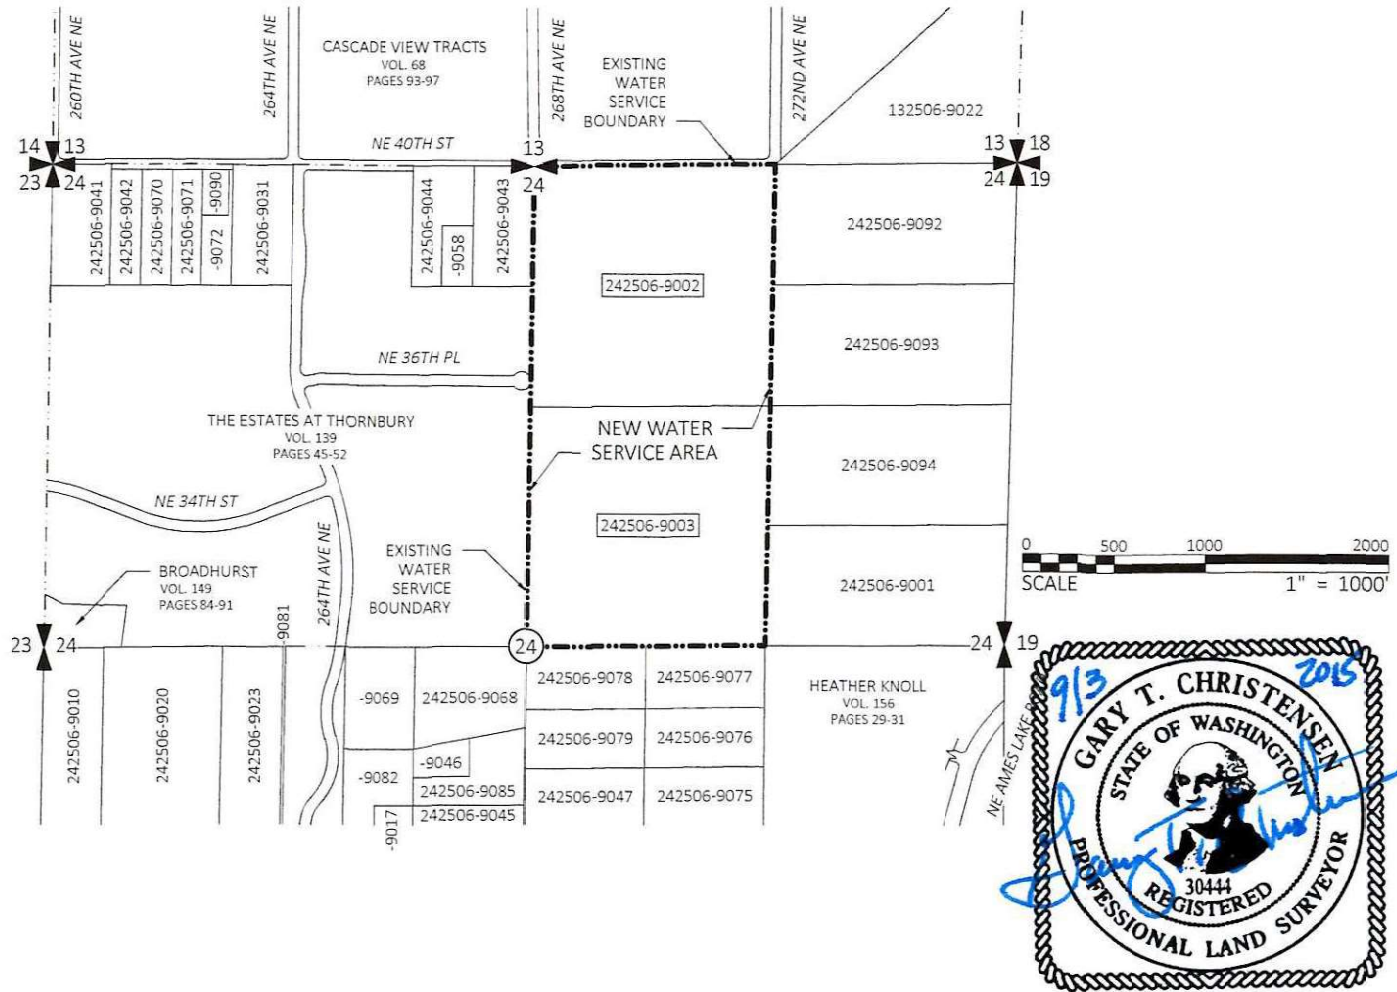 260TH AVE NE
264TH AVE NE
CASCADE VIEW TRACTS
VOL. 68
PAGES 93-97
268TH AVE NE
EXISTING
WATER
SERVICE
BOUNDARY
272ND AVE NE
132506-9022
NE 40TH ST
14 13
23 24
13
24
13 18
24 19
242506-9041
242506-9042
242506-9070
242506-9071
-9090
-9072
242506-9031
242506-9044
-9058
242506-9043
242506-9002
242506-9092
242506-9093
NE 36TH PL
THE ESTATES AT THORNBURY
VOL. 139
PAGES 45-52
NEW WATER
SERVICE AREA
242506-9094
NE 34TH ST
264TH AVE NE
242506-9003
EXISTING
WATER
SERVICE
BOUNDARY
BROADHURST
VOL. 149
PAGES 84-91
242506-9001
0 500 1000 2000
SCALE 1" = 1000'
23 24
-9081
24
24 19
242506-9010
242506-9020
242506-9023
-9069
242506-9068
242506-9078
242506-9077
242506-9079
242506-9076
242506-9047
242506-9075
-9082
-9046
242506-9085
242506-9045
-9017
HEATHER KNOLL
VOL. 156
PAGES 29-31
NE AMES LAKE
9/3 2015
GARY T. CHRISTENSEN
STATE OF WASHINGTON
30444
REGISTERED
PROFESSIONAL LAND SURVEYOR